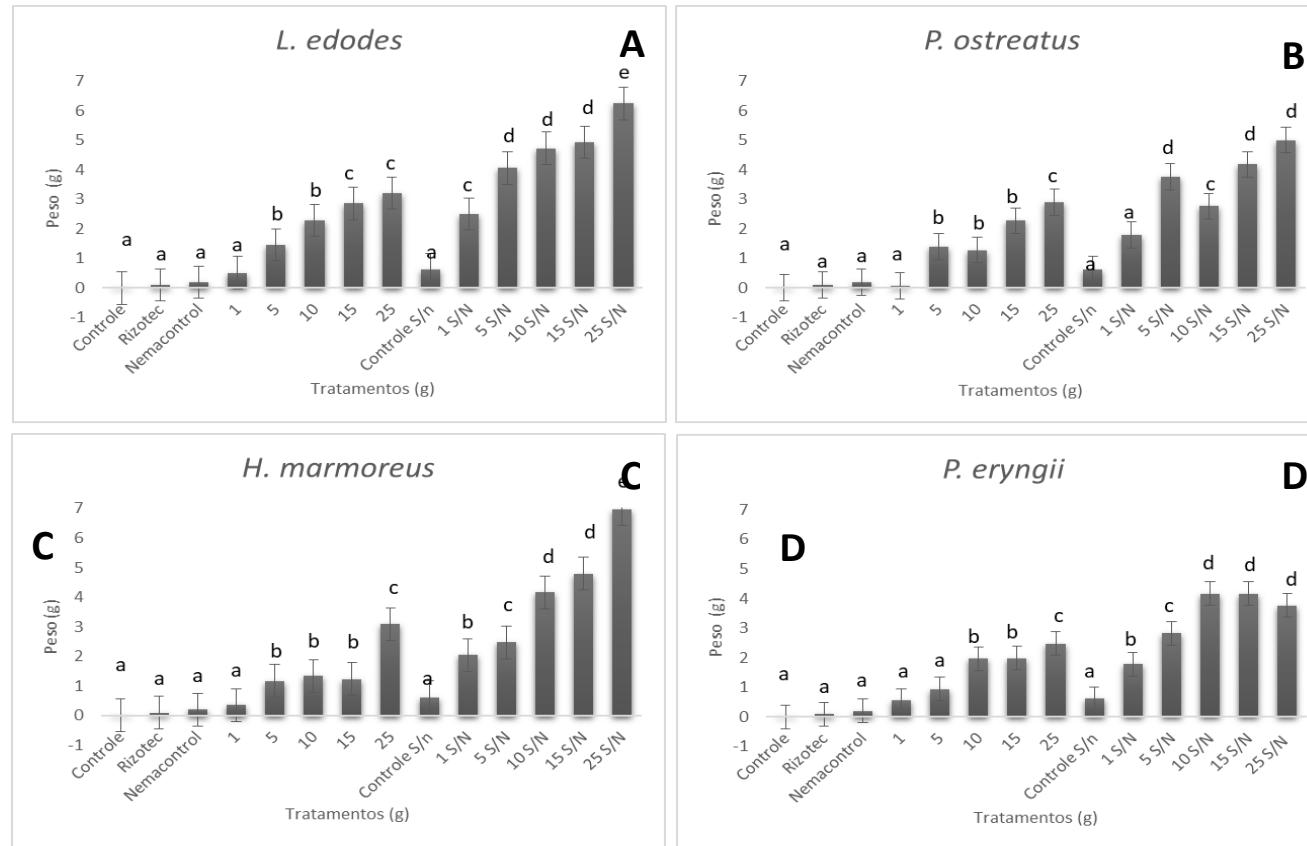 L. edodes
A
Peso (g)
7
6
5
4
3
2
1
0
-1
a a a a b b c c a c d d d e
Controle Rizotec Nemacontrol 1 5 10 15 25 Controle S/n 1 S/N 5 S/N 10 S/N 15 S/N 25 S/N
Tratamentos (g)
P. ostreatus
B
Peso (g)
7
6
5
4
3
2
1
0
-1
a a a a b b b c a a d c d d
Controle Rizotec Nemacontrol 1 5 10 15 25 Controle S/n 1 S/N 5 S/N 10 S/N 15 S/N 25 S/N
Tratamentos (g)
H. marmoreus
C
C
Peso (g)
7
6
5
4
3
2
1
0
-1
a a a a b b b c a b c d d e
Controle Rizotec Nemacontrol 1 5 10 15 25 Controle S/n 1 S/N 5 S/N 10 S/N 15 S/N 25 S/N
Tratamentos (g)
P. eryngii
D
D
Peso (g)
7
6
5
4
3
2
1
0
-1
a a a a a b b c a b c d d d
Controle Rizotec Nemacontrol 1 5 10 15 25 Controle S/n 1 S/N 5 S/N 10 S/N 15 S/N 25 S/N
Tratamentos (g)